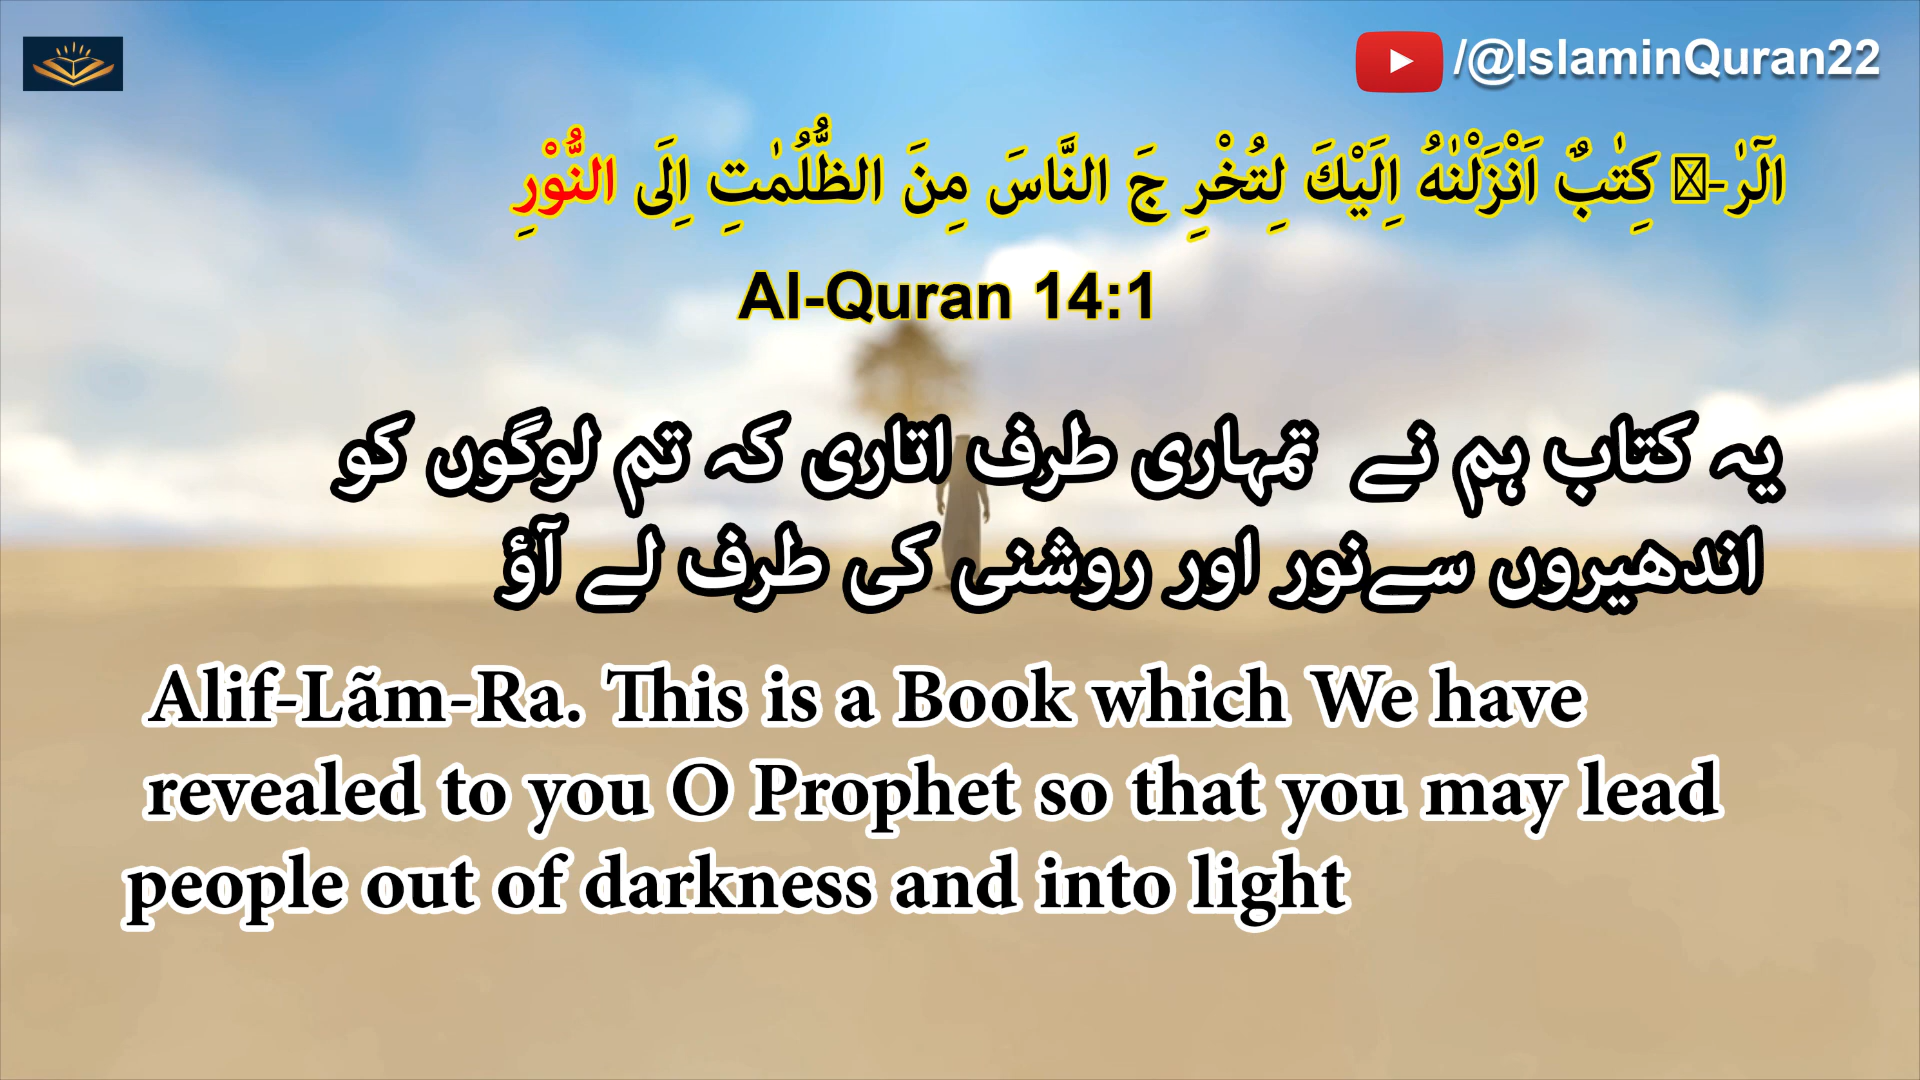 /@IslaminQuran22
الٓرٰ- كِتٰبٌ اَنْزَلْنٰهُ اِلَیْكَ لِتُخْرِ جَ النَّاسَ مِنَ الظُّلُمٰتِ اِلَى النُّوْرِ
Al-Quran 14:1
یہ کتاب ہم نے تمہاری طرف اتاری کہ تم لوگوں کو
اندھیروں سےنور اور روشنی کی طرف لے آؤ
Alif-Lãm-Ra. This is a Book which We have
revealed to you O Prophet so that you may lead
people out of darkness and into light